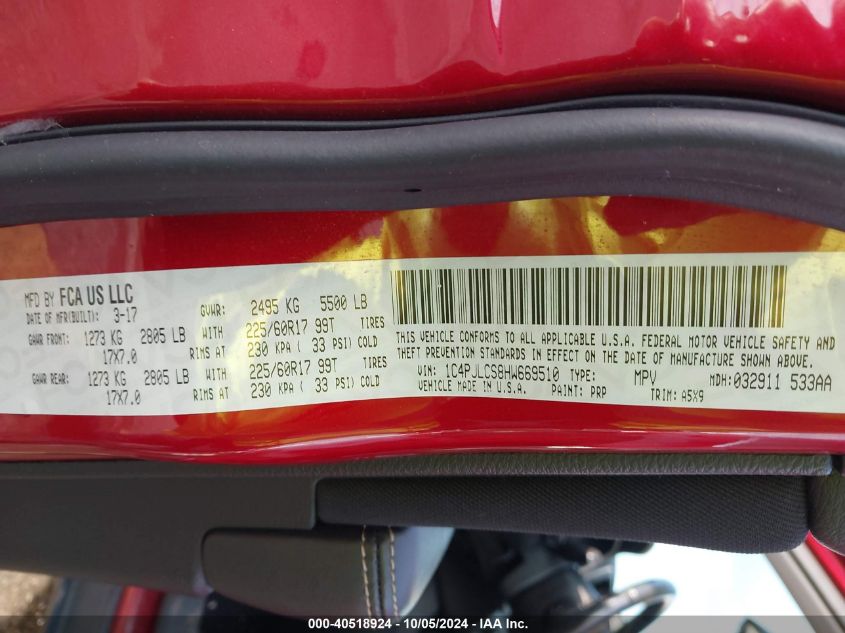 MFD BY FCA US LLC
DATE OF MFR(BUILT): 3-17
GVWR: 2495 KG 5500 LB
GAWR FRONT: 1273 KG 2805 LB WITH 225/60R17 99T TIRES
17X7.0 RIMS AT 230 KPA ( 33 PSI) COLD
GAWR REAR: 1273 KG 2805 LB WITH 225/60R17 99T TIRES
17X7.0 RIMS AT 230 KPA ( 33 PSI) COLD
THIS VEHICLE CONFORMS TO ALL APPLICABLE U.S.A. FEDERAL MOTOR VEHICLE SAFETY AND
THEFT PREVENTION STANDARDS IN EFFECT ON THE DATE OF MANUFACTURE SHOWN ABOVE.
VIN: 1C4PJLCS8HW669510 TYPE: MPV MDH: 032911 533AA
VEHICLE MADE IN U.S.A. PAINT: PRP TRIM: A5X9
000-40518924 - 10/05/2024 - IAA Inc.